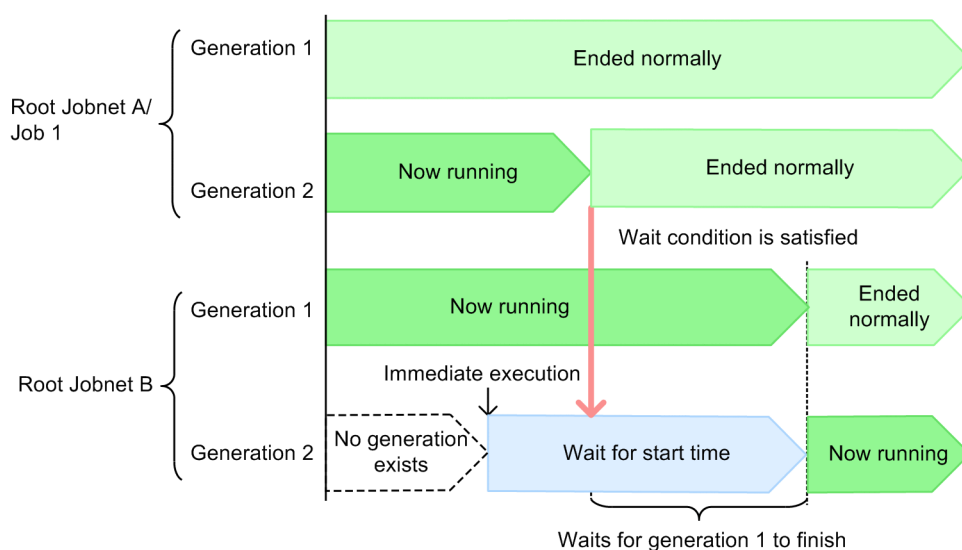 Generation 1
Ended normally
Root Jobnet A/
Job 1
Now running
Ended normally
Generation 2
Wait condition is satisfied
Generation 1
Now running
Ended
normally
Root Jobnet B
Immediate execution
No generation
exists
Generation 2
Wait for start time
Now running
Waits for generation 1 to finish